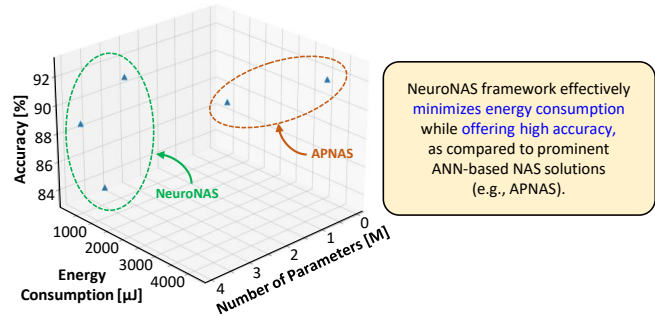 92
90
88
86
84
Accuracy [%]
NeuroNAS
APNAS
1000
2000
3000
4000
Energy
Consumption [µJ]
4
3
2
1
0
Number of Parameters [M]
NeuroNAS framework effectively
minimizes energy consumption
while offering high accuracy,
as compared to prominent
ANN-based NAS solutions
(e.g., APNAS).